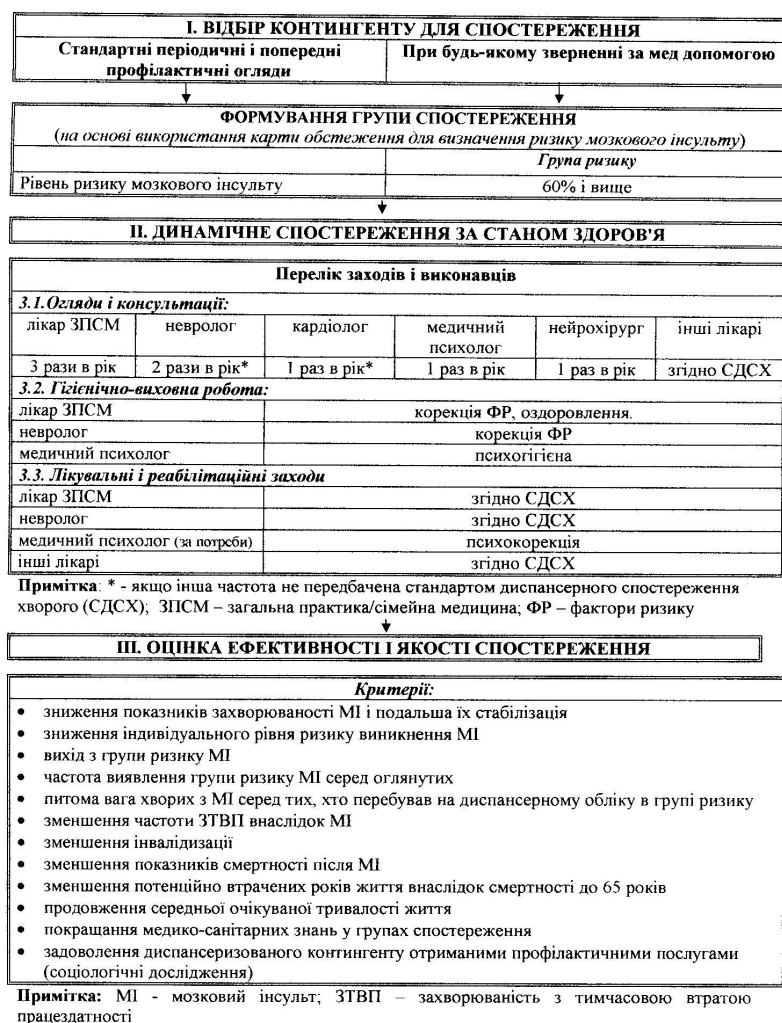 І. ВІДБІР КОНТИНГЕНТУ ДЛЯ СПОСТЕРЕЖЕННЯ
Стандартні періодичні і попередні профілактичні огляди
При будь-якому зверненні за мед допомогою
ФОРМУВАННЯ ГРУПИ СПОСТЕРЕЖЕННЯ
(на основі використання карти обстеження для визначення ризику мозкового інсульту)
Група ризику
Рівень ризику мозкового інсульту 60% і вище
ІІ. ДИНАМІЧНЕ СПОСТЕРЕЖЕННЯ ЗА СТАНОМ ЗДОРОВ'Я
Перелік заходів і виконавців
3.1.Огляди і консультації:
лікар ЗПСМ невролог кардіолог медичний психолог нейрохірург інші лікарі
3 рази в рік 2 рази в рік* 1 раз в рік* 1 раз в рік 1 раз в рік згідно СДСХ
3.2. Гігієнічно-виховна робота:
лікар ЗПСМ корекція ФР, оздоровлення.
невролог корекція ФР
медичний психолог психогігієна
3.3. Лікувальні і реабілітаційні заходи
лікар ЗПСМ згідно СДСХ
невролог згідно СДСХ
медичний психолог (за потреби) психокорекція
інші лікарі згідно СДСХ
Примітка: * - якщо інша частота не передбачена стандартом диспансерного спостереження
хворого (СДСХ); ЗПСМ – загальна практика/сімейна медицина; ФР – фактори ризику
ІІІ. ОЦІНКА ЕФЕКТИВНОСТІ І ЯКОСТІ СПОСТЕРЕЖЕННЯ
Критерії:
• зниження показників захворюваності МІ і подальша їх стабілізація
• зниження індивідуального рівня ризику виникнення МІ
• вихід з групи ризику МІ
• частота виявлення групи ризику МІ серед оглянутих
• питома вага хворих з МІ серед тих, хто перебував на диспансерному обліку в групі ризику
• зменшення частоти ЗТВП внаслідок МІ
• зменшення інвалідизації
• зменшення показників смертності після МІ
• зменшення потенційно втрачених років життя внаслідок смертності до 65 років
• продовження середньої очікуваної тривалості життя
• покращання медико-санітарних знань у групах спостереження
• задоволення диспансеризованого контингенту отриманими профілактичними послугами
(соціологічні дослідження)
Примітка: МІ - мозковий інсульт; ЗТВП – захворюваність з тимчасовою втратою
працездатності